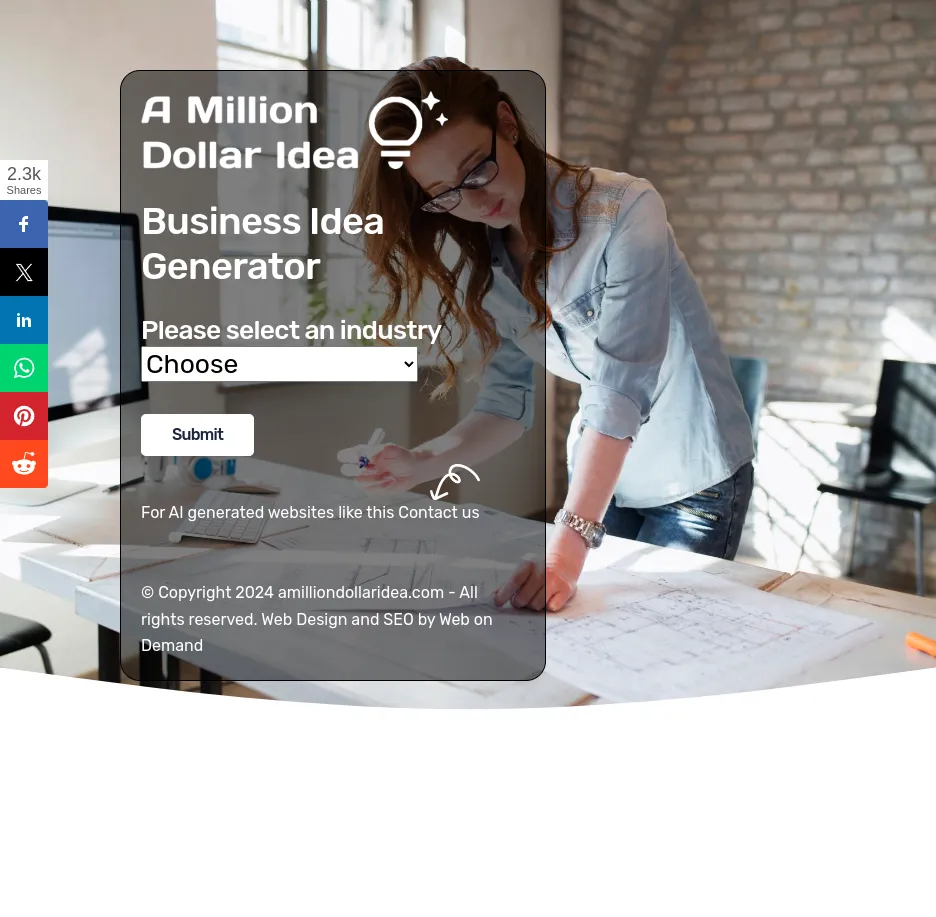 A Million
Dollar Idea
2.3k
Shares
Business Idea
Generator
Please select an industry
Choose
Submit
For AI generated websites like this Contact us
© Copyright 2024 amilliondollaridea.com - All
rights reserved. Web Design and SEO by Web on
Demand